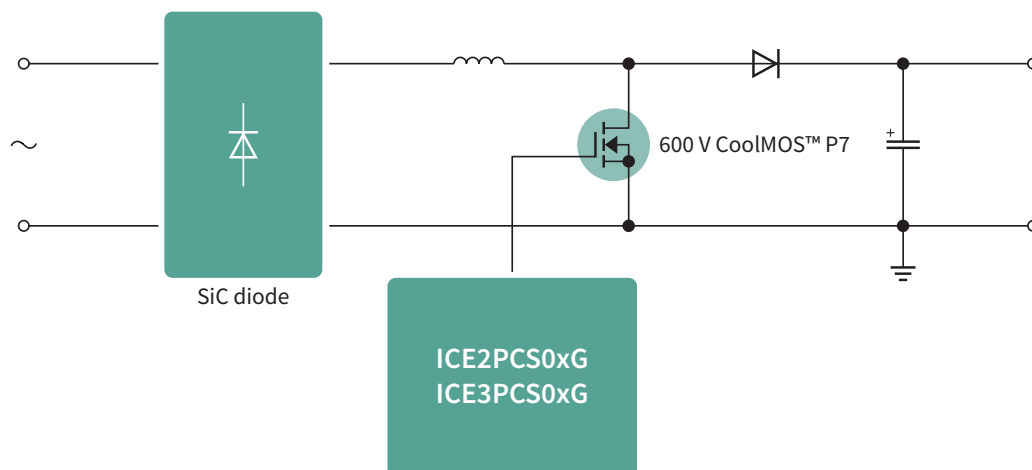 600 V CoolMOS™ P7
+
SiC diode
ICE2PCS0xG
ICE3PCS0xG